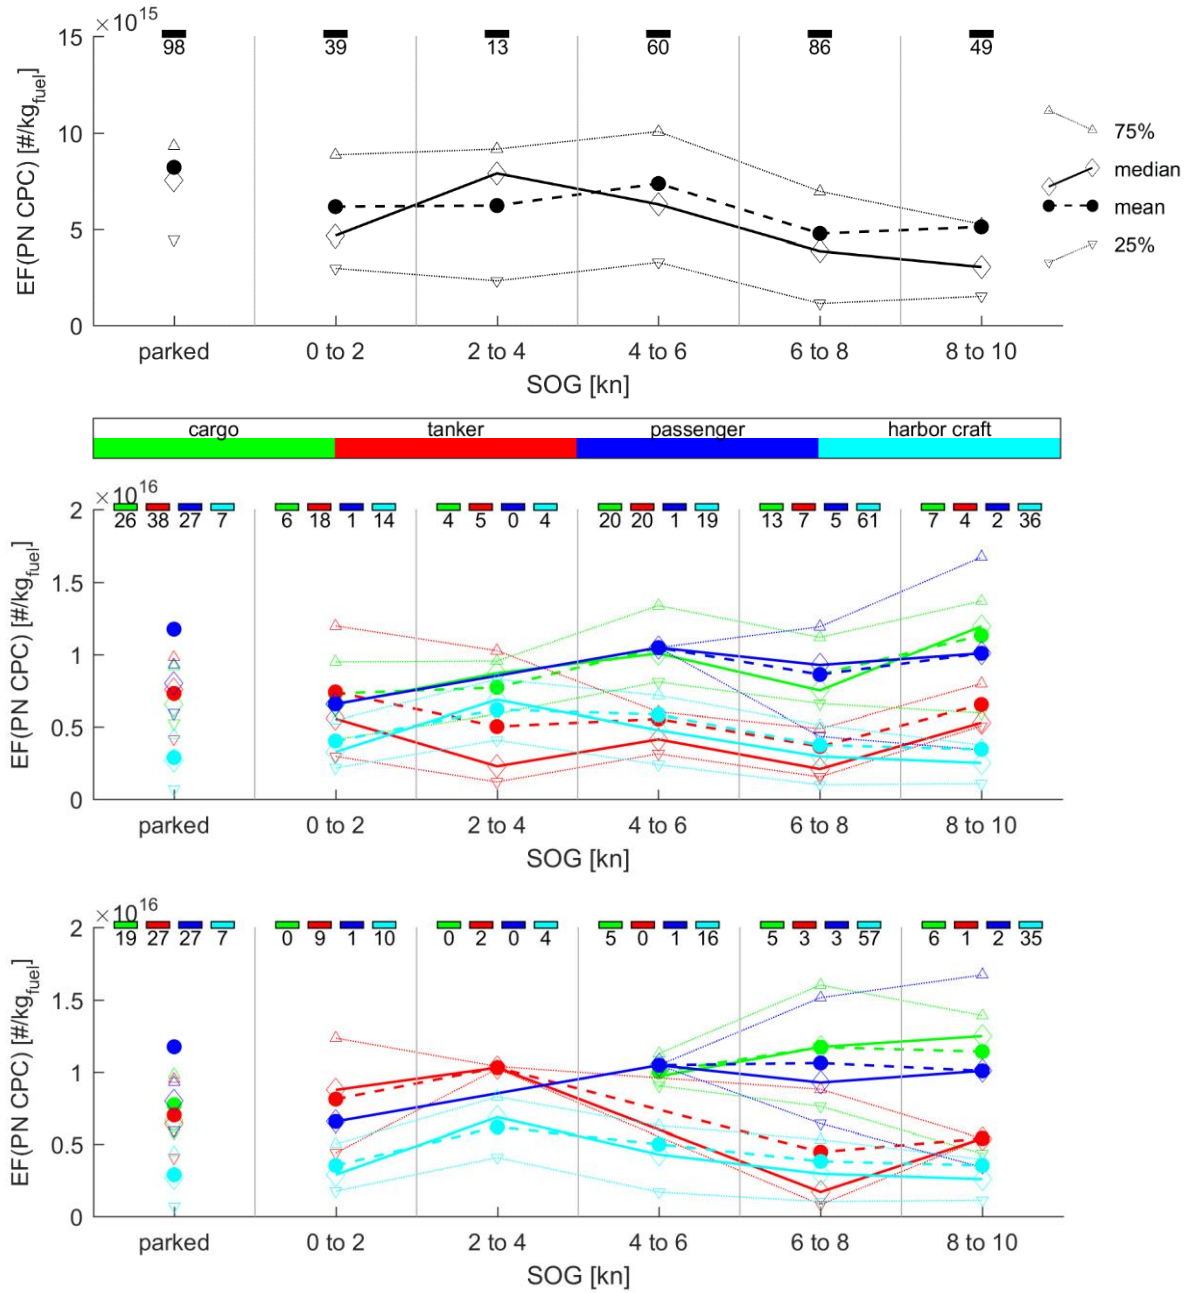 ×10^15
15
98 39 13 60 86 49
10
5
0
EF(PN CPC) [#/kg_fuel]
75%
median
mean
25%
parked 0 to 2 2 to 4 4 to 6 6 to 8 8 to 10
SOG [kn]
cargo tanker passenger harbor craft
×10^16
2
26 38 27 7 6 18 1 14 4 5 0 4 20 20 1 19 13 7 5 61 7 4 2 36
1.5
1
0.5
0
EF(PN CPC) [#/kg_fuel]
parked 0 to 2 2 to 4 4 to 6 6 to 8 8 to 10
SOG [kn]
×10^16
2
19 27 27 7 0 9 1 10 0 2 0 4 5 0 1 16 5 3 3 57 6 1 2 35
1.5
1
0.5
0
EF(PN CPC) [#/kg_fuel]
parked 0 to 2 2 to 4 4 to 6 6 to 8 8 to 10
SOG [kn]